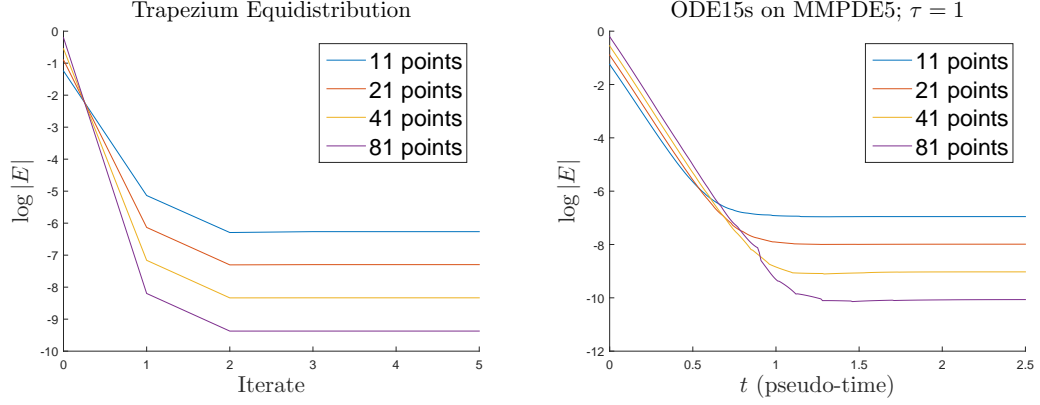 Trapezium Equidistribution
0
-1
-2
-3
-4
-5
-6
-7
-8
-9
-10
log |E|
11 points
21 points
41 points
81 points
0 1 2 3 4 5
Iterate
ODE15s on MMPDE5; τ = 1
0
-2
-4
-6
-8
-10
-12
log |E|
11 points
21 points
41 points
81 points
0 0.5 1 1.5 2 2.5
t (pseudo-time)